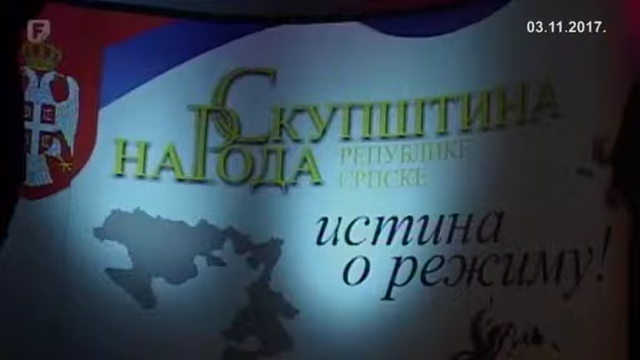 03.11.2017.
СКУПШТИНА
НАРОДА
РЕПУБЛИКЕ
СРПСКЕ
истина
о режиму!